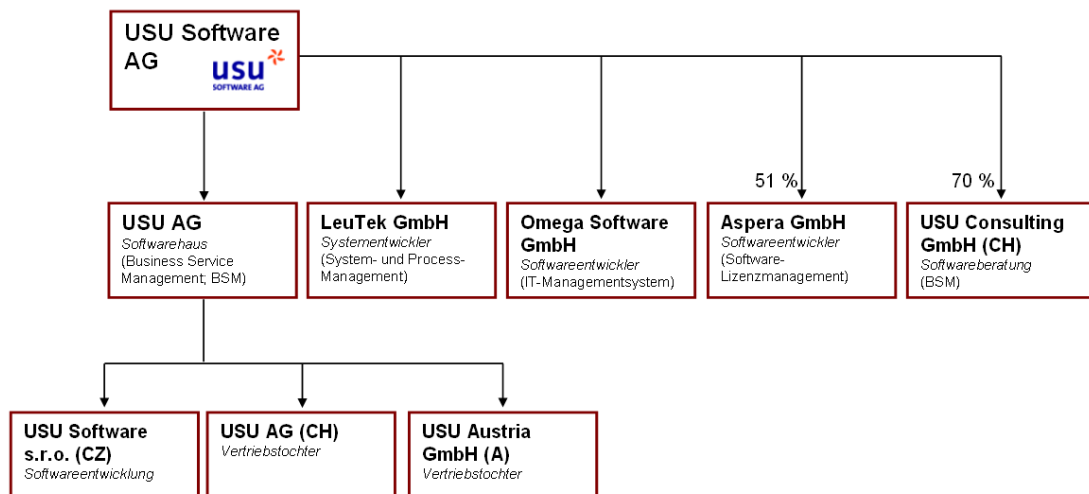 USU Software
AG
usu
SOFTWARE AG
51 %
70 %
USU AG
Softwarehaus
(Business Service
Management; BSM)
LeuTek GmbH
Systementwickler
(System- und Process-
Management)
Omega Software
GmbH
Softwareentwickler
(IT-Managementsystem)
Aspera GmbH
Softwareentwickler
(Software-
Lizenzmanagement)
USU Consulting
GmbH (CH)
Softwareberatung
(BSM)
USU Software
s.r.o. (CZ)
Softwareentwicklung
USU AG (CH)
Vertriebstochter
USU Austria
GmbH (A)
Vertriebstochter